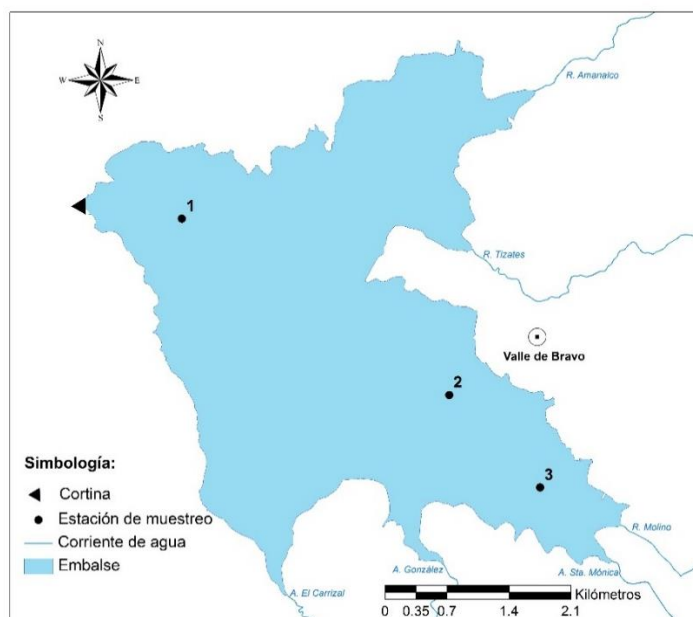 N
W
E
S
R. Amanalco
1
R. Tizates
Valle de Bravo
2
3
Simbología:
Cortina
Estación de muestreo
Corriente de agua
Embalse
R. Molino
A. González
A. Sta. Mónica
A. El Carrizal
Kilómetros
0 0.35 0.7 1.4 2.1